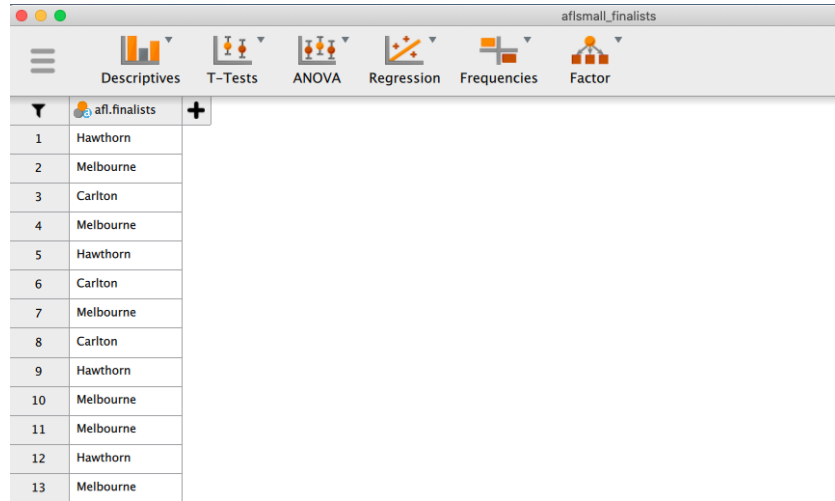 aflsmall_finalists
Descriptives T-Tests ANOVA Regression Frequencies Factor
a afl.finalists
1 Hawthorn
2 Melbourne
3 Carlton
4 Melbourne
5 Hawthorn
6 Carlton
7 Melbourne
8 Carlton
9 Hawthorn
10 Melbourne
11 Melbourne
12 Hawthorn
13 Melbourne